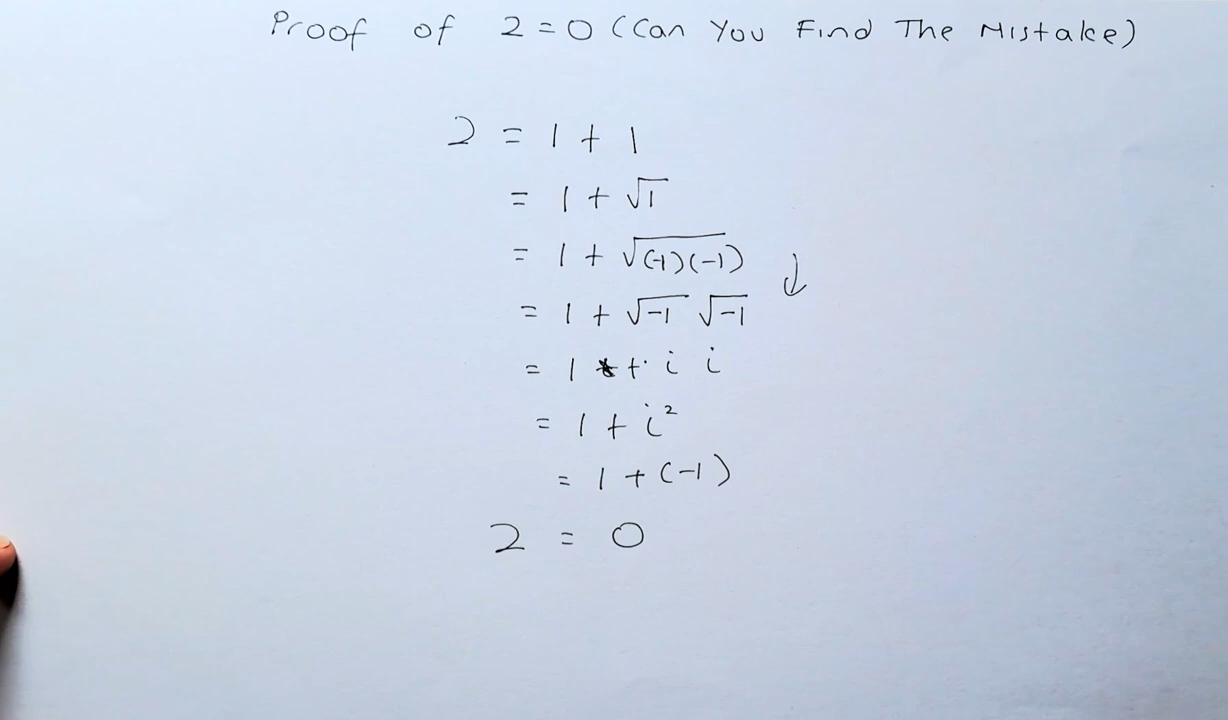 Proof of 2 = 0 (Can You Find The Mistake)
2 = 1 + 1
= 1 + √1
= 1 + √(-1)(-1) ↓
= 1 + √-1 √-1
= 1 + i i
= 1 + i²
= 1 + (-1)
2 = 0